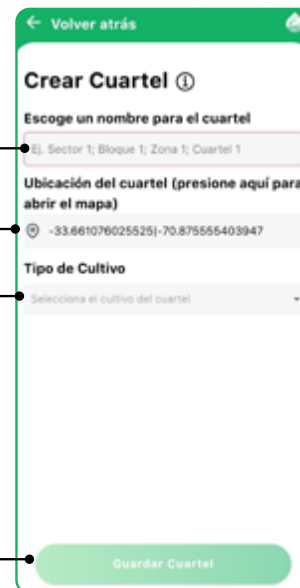 Volver atrás
Crear Cuartel
Escoge un nombre para el cuartel
Ej. Sector 1; Bloque 1; Zona 1; Cuartel 1
Ubicación del cuartel (presione aquí para
abrir el mapa)
-33.661076025525|-70.875555403947
Tipo de Cultivo
Selecciona el cultivo del cuartel
Guardar Cuartel